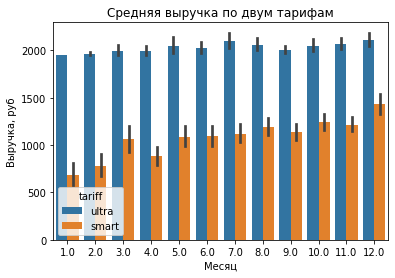 Средняя выручка по двум тарифам
Выручка, руб
2000
1500
1000
500
0
tariff
ultra
smart
1.0 2.0 3.0 4.0 5.0 6.0 7.0 8.0 9.0 10.0 11.0 12.0
Месяц